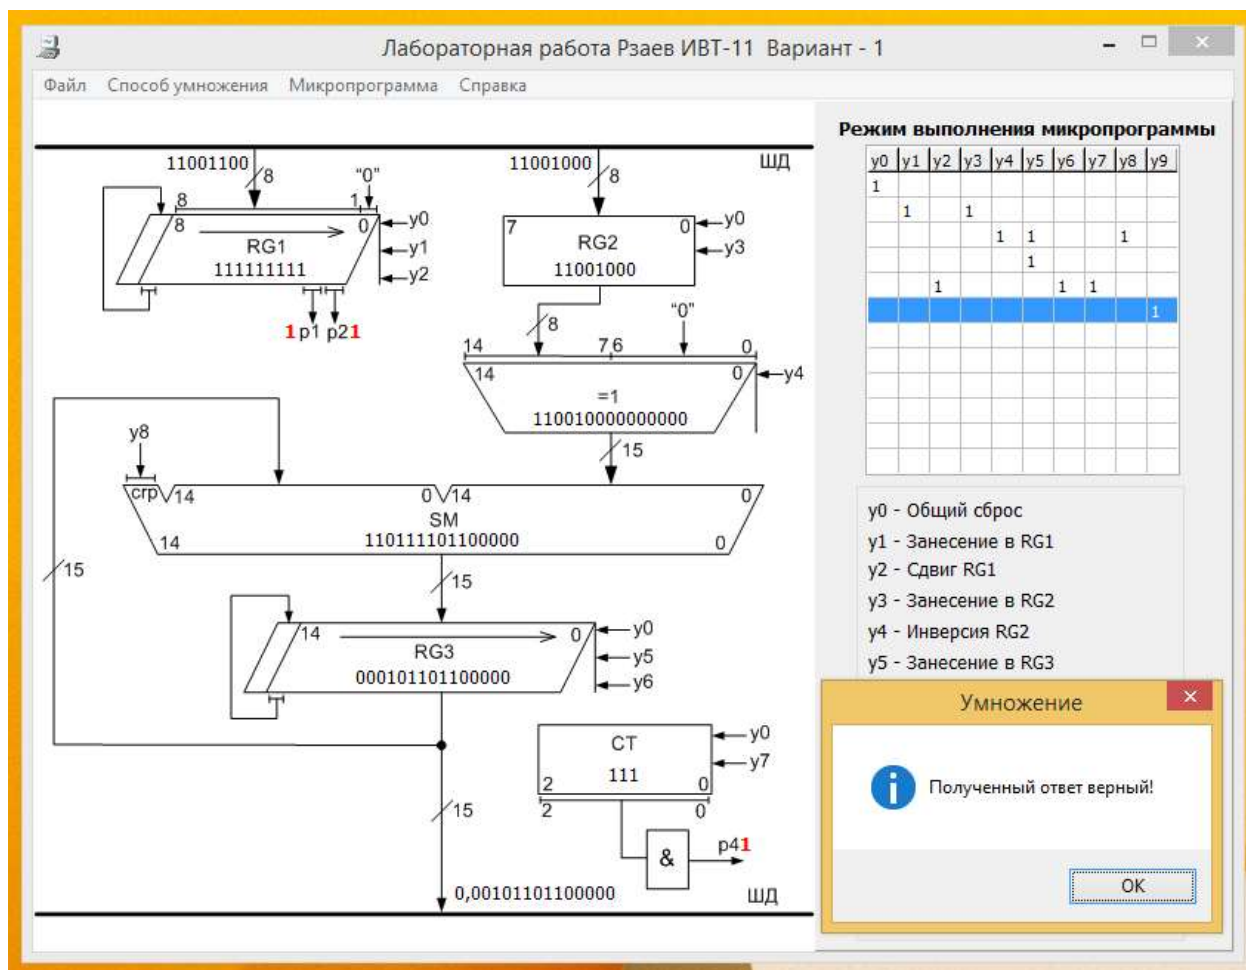 Лабораторная работа Рзаев ИВТ-11 Вариант - 1
Файл Способ умножения Микропрограмма Справка
Режим выполнения микропрограммы
y0 y1 y2 y3 y4 y5 y6 y7 y8 y9
1
1 1
1 1 1
1
1 1 1
1
11001100 8 “0” 11001000 8 ШД
8 1
8 0 y0 7 0 y0
RG1 y1 RG2 y3
111111111 y2 11001000
1 p1 p2 1
8 “0”
14 7 6 0
14 0 y4
=1
110010000000000
15
y8
crp 14 0 14 0
SM
14 110111101100000 0
15 15
14 0 y0
RG3 y5
000101101100000 y6
CT y0
111 y7
2 0
2 0
15
& p4 1
0,00101101100000 ШД
y0 - Общий сброс
y1 - Занесение в RG1
y2 - Сдвиг RG1
y3 - Занесение в RG2
y4 - Инверсия RG2
y5 - Занесение в RG3
Умножение
Полученный ответ верный!
OK